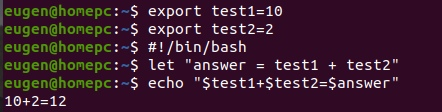 eugen@homepc:~$ export test1=10
eugen@homepc:~$ export test2=2
eugen@homepc:~$ #!/bin/bash
eugen@homepc:~$ let "answer = test1 + test2"
eugen@homepc:~$ echo "$test1+$test2=$answer"
10+2=12